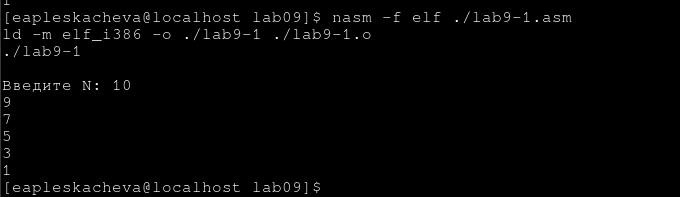 [eapleskacheva@localhost lab09]$ nasm -f elf ./lab9-1.asm
ld -m elf_i386 -o ./lab9-1 ./lab9-1.o
./lab9-1
Введите N: 10
9
7
5
3
1
[eapleskacheva@localhost lab09]$